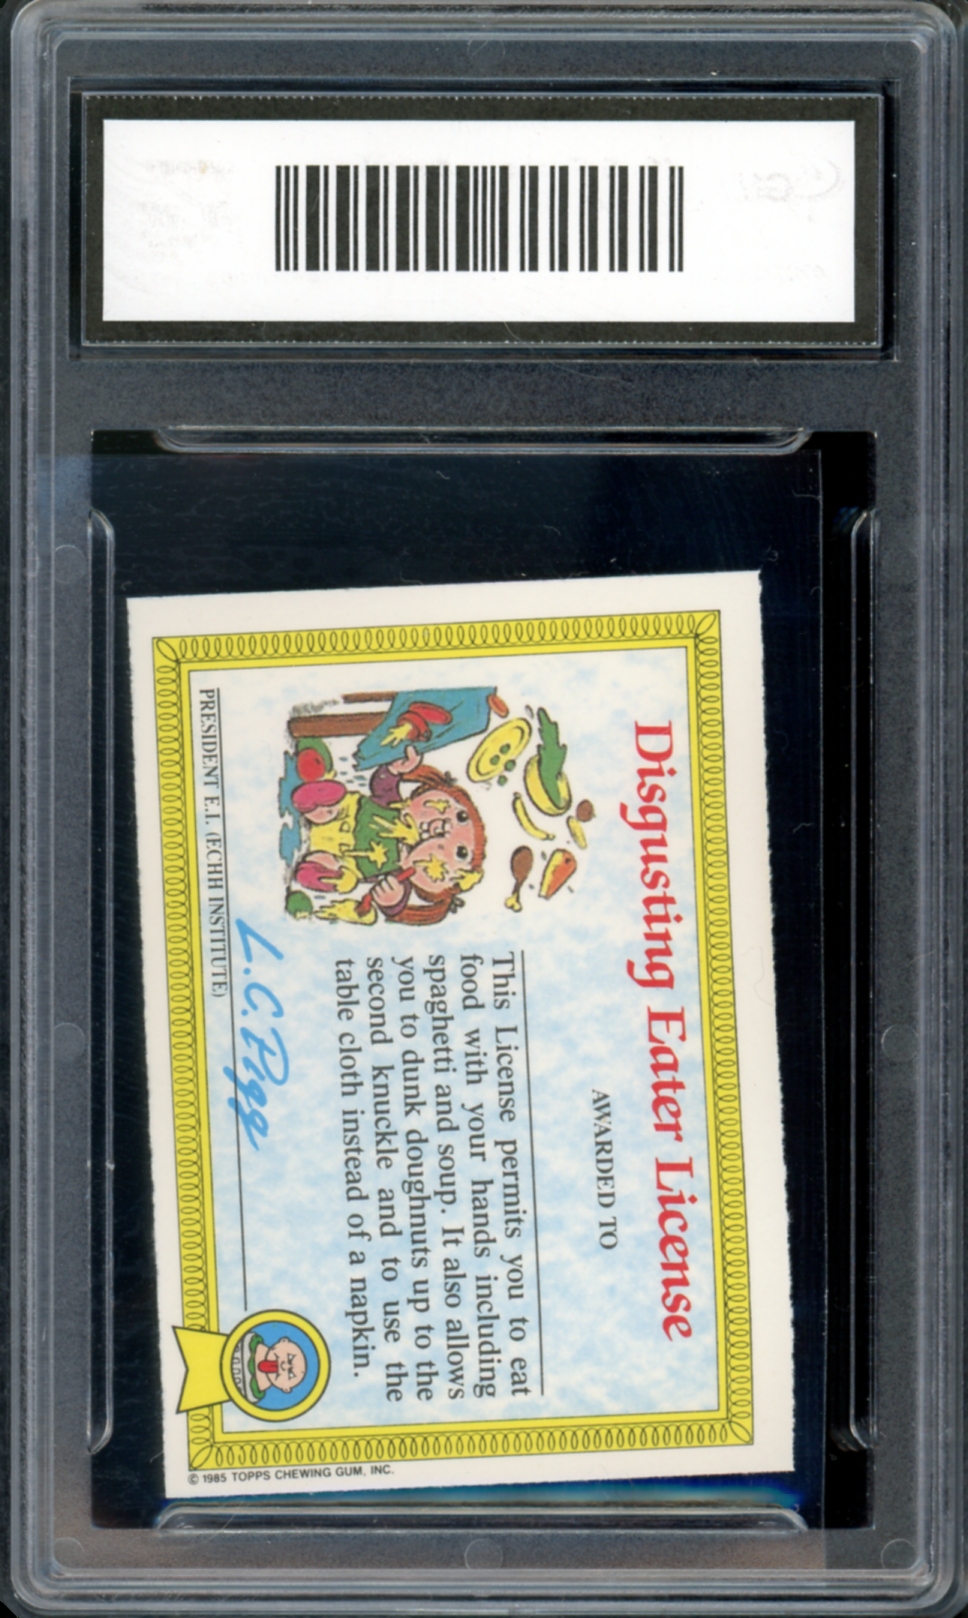 Disgusting Eater License
AWARDED TO
This License permits you to eat
food with your hands including
spaghetti and soup. It also allows
you to dunk doughnuts up to the
second knuckle and to use the
table cloth instead of a napkin.
L.C. Pigg
PRESIDENT E.I. (ECHH INSTITUTE)
© 1985 TOPPS CHEWING GUM, INC.